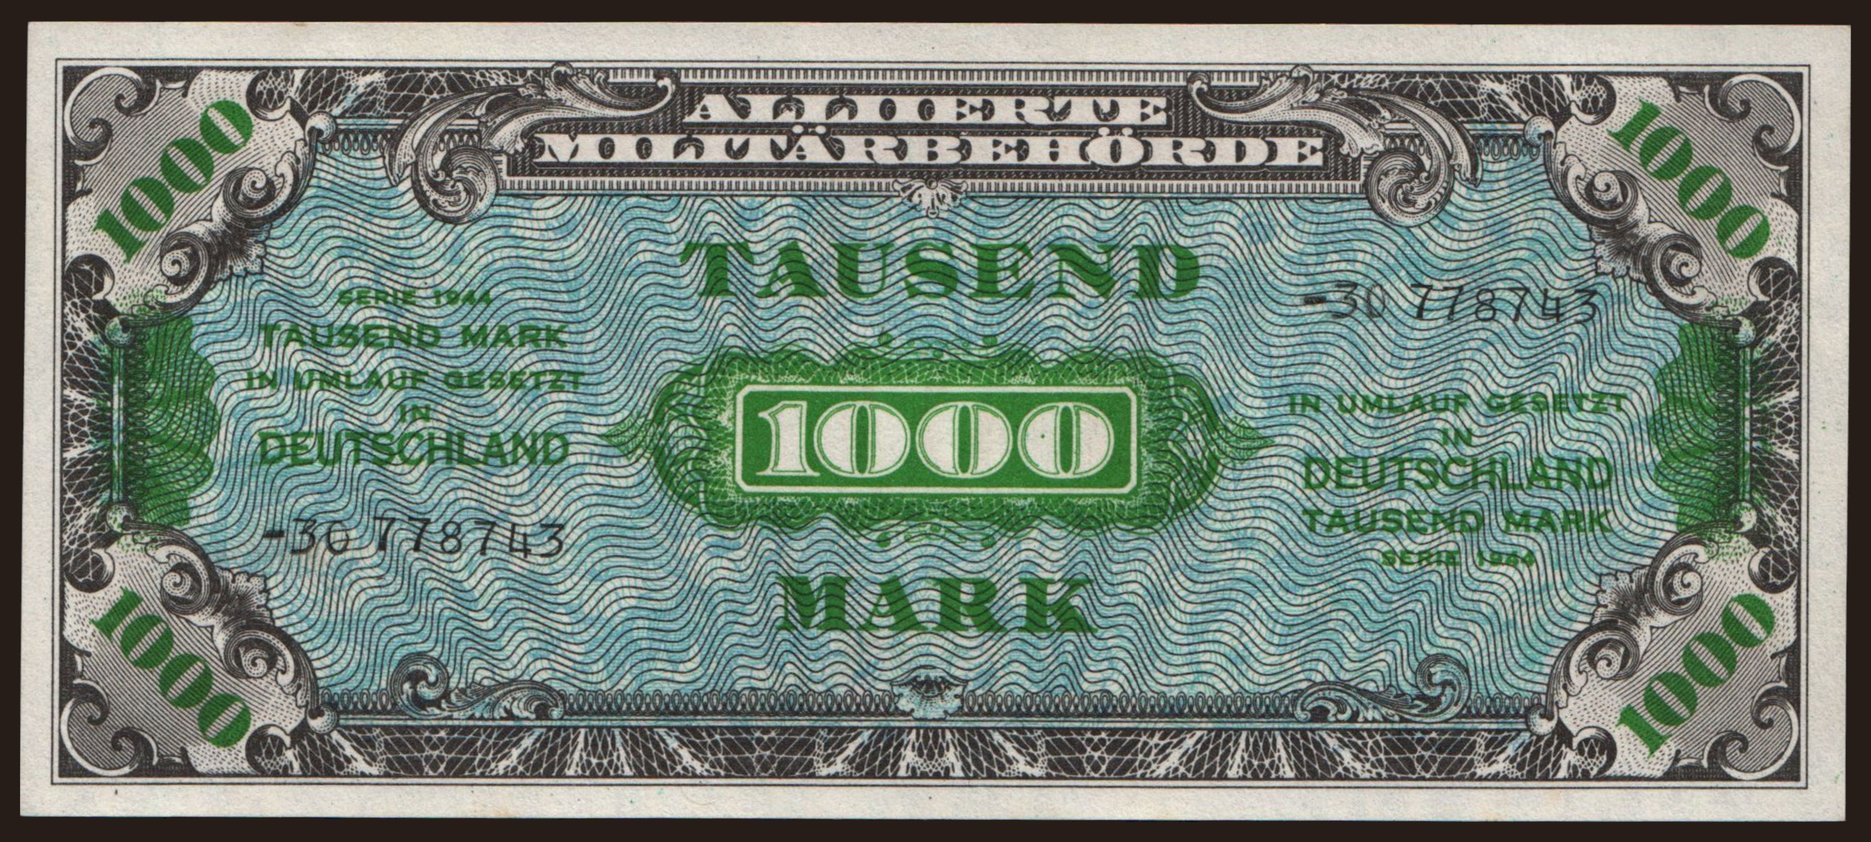 1000
ALLIIERTE
MILITÄRBEHÖRDE
1000
TAUSEND
SERIE 1944
TAUSEND MARK
IN UMLAUF GESETZT
IN
DEUTSCHLAND
-30 778743
1000
-30 778743
IN UMLAUF GESETZT
IN
DEUTSCHLAND
TAUSEND MARK
SERIE 1944
MARK
1000
1000